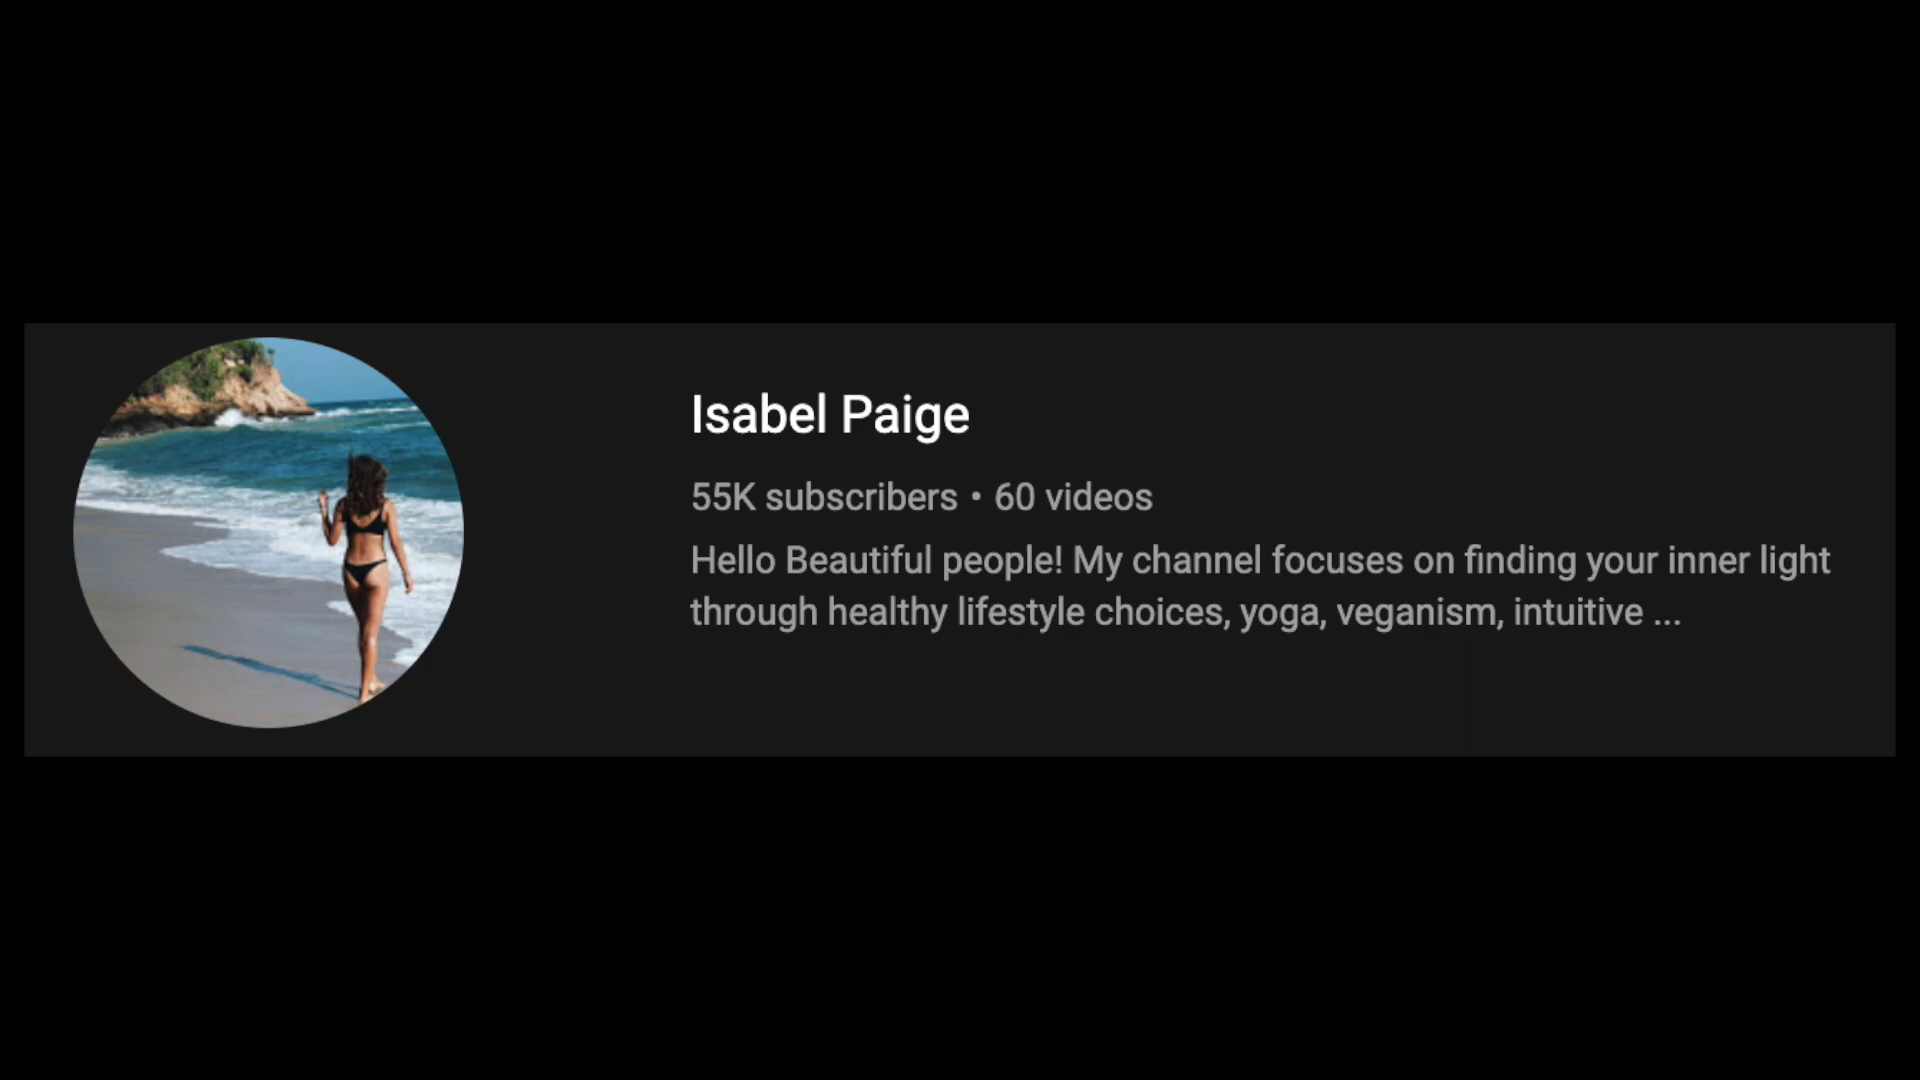 Isabel Paige
55K subscribers • 60 videos
Hello Beautiful people! My channel focuses on finding your inner light
through healthy lifestyle choices, yoga, veganism, intuitive ...